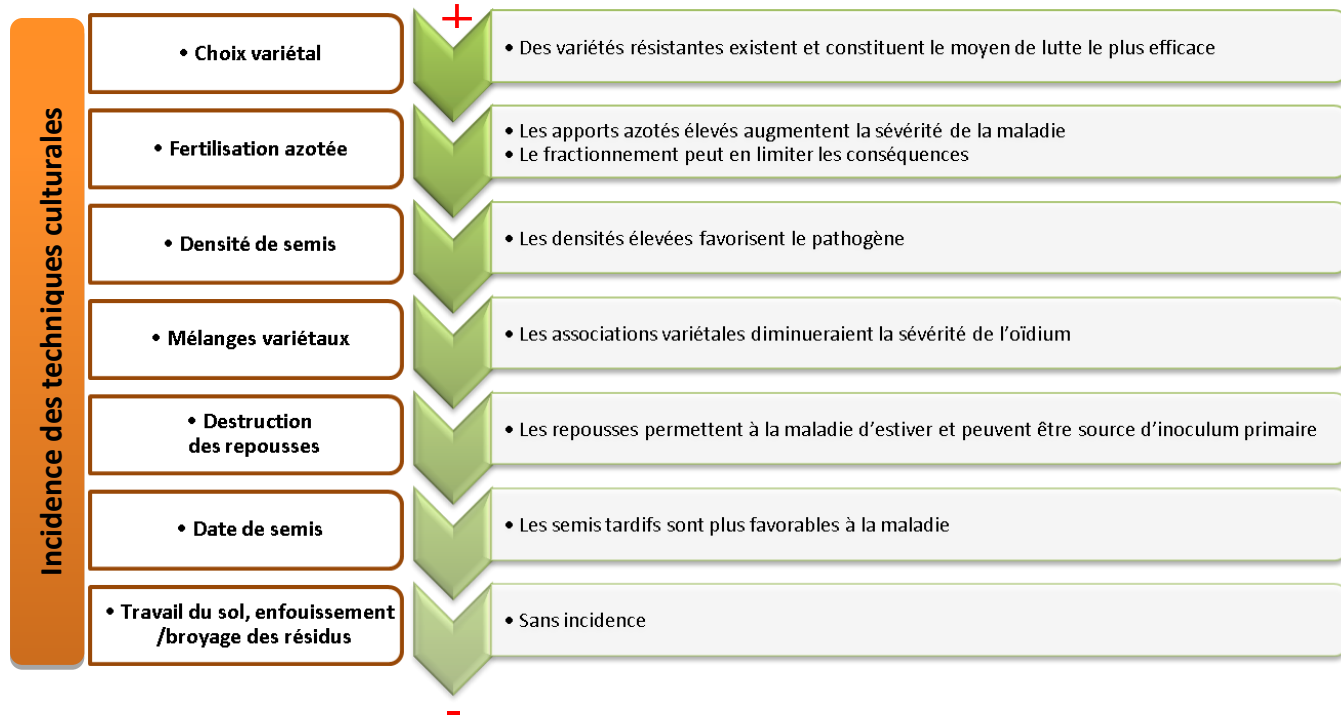 Incidence des techniques culturales
+
• Choix variétal
• Des variétés résistantes existent et constituent le moyen de lutte le plus efficace
• Fertilisation azotée
• Les apports azotés élevés augmentent la sévérité de la maladie
• Le fractionnement peut en limiter les conséquences
• Densité de semis
• Les densités élevées favorisent le pathogène
• Mélanges variétaux
• Les associations variétales diminueraient la sévérité de l’oïdium
• Destruction
des repousses
• Les repousses permettent à la maladie d’estiver et peuvent être source d’inoculum primaire
• Date de semis
• Les semis tardifs sont plus favorables à la maladie
• Travail du sol, enfouissement
/broyage des résidus
• Sans incidence
-